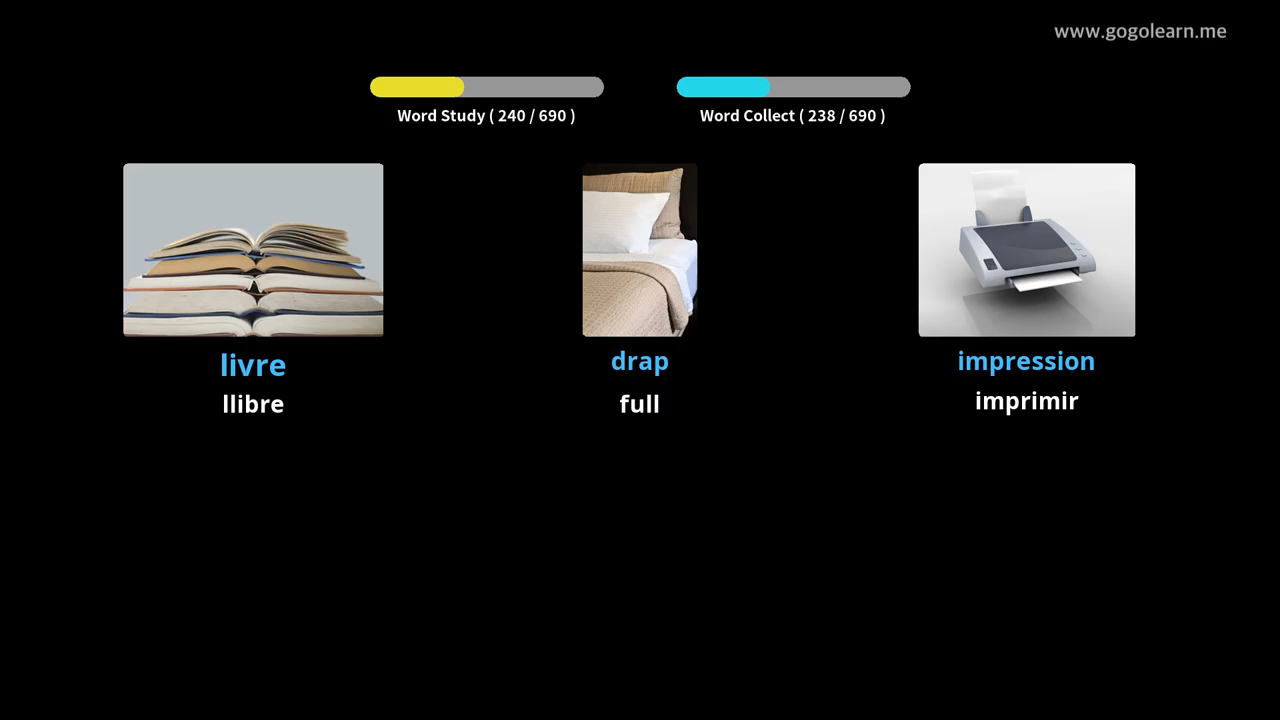 www.gogolearn.me
Word Study ( 240 / 690 )
Word Collect ( 238 / 690 )
livre
llibre
drap
full
impression
imprimir